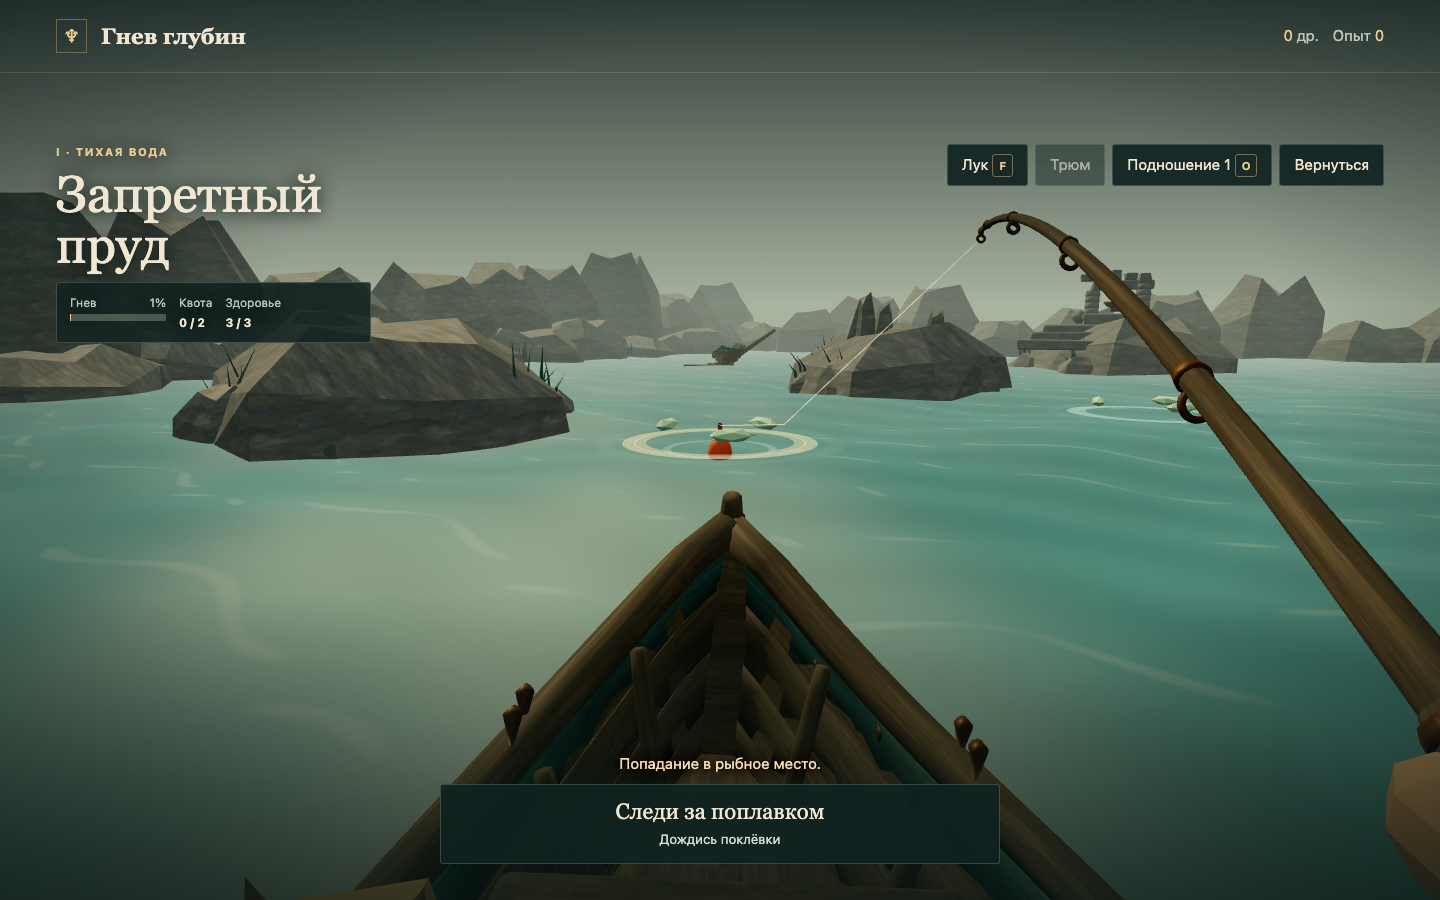 Гнев глубин
0 др. Опыт 0
I · ТИХАЯ ВОДА
Запретный
пруд
Лук F
Трюм
Подношение 1 O
Вернуться
Гнев 1% Квота Здоровье
0 / 2 3 / 3
Попадание в рыбное место.
Следи за поплавком
Дождись поклёвки